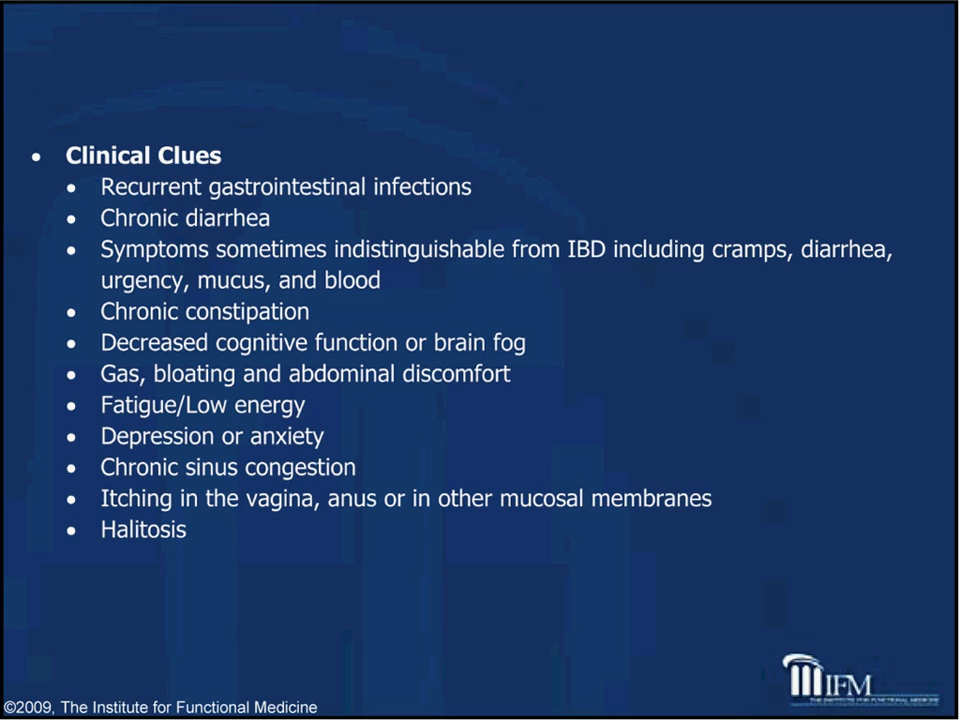 • Clinical Clues
• Recurrent gastrointestinal infections
• Chronic diarrhea
• Symptoms sometimes indistinguishable from IBD including cramps, diarrhea,
urgency, mucus, and blood
• Chronic constipation
• Decreased cognitive function or brain fog
• Gas, bloating and abdominal discomfort
• Fatigue/Low energy
• Depression or anxiety
• Chronic sinus congestion
• Itching in the vagina, anus or in other mucosal membranes
• Halitosis
IFM
THE INSTITUTE FOR FUNCTIONAL MEDICINE
©2009, The Institute for Functional Medicine